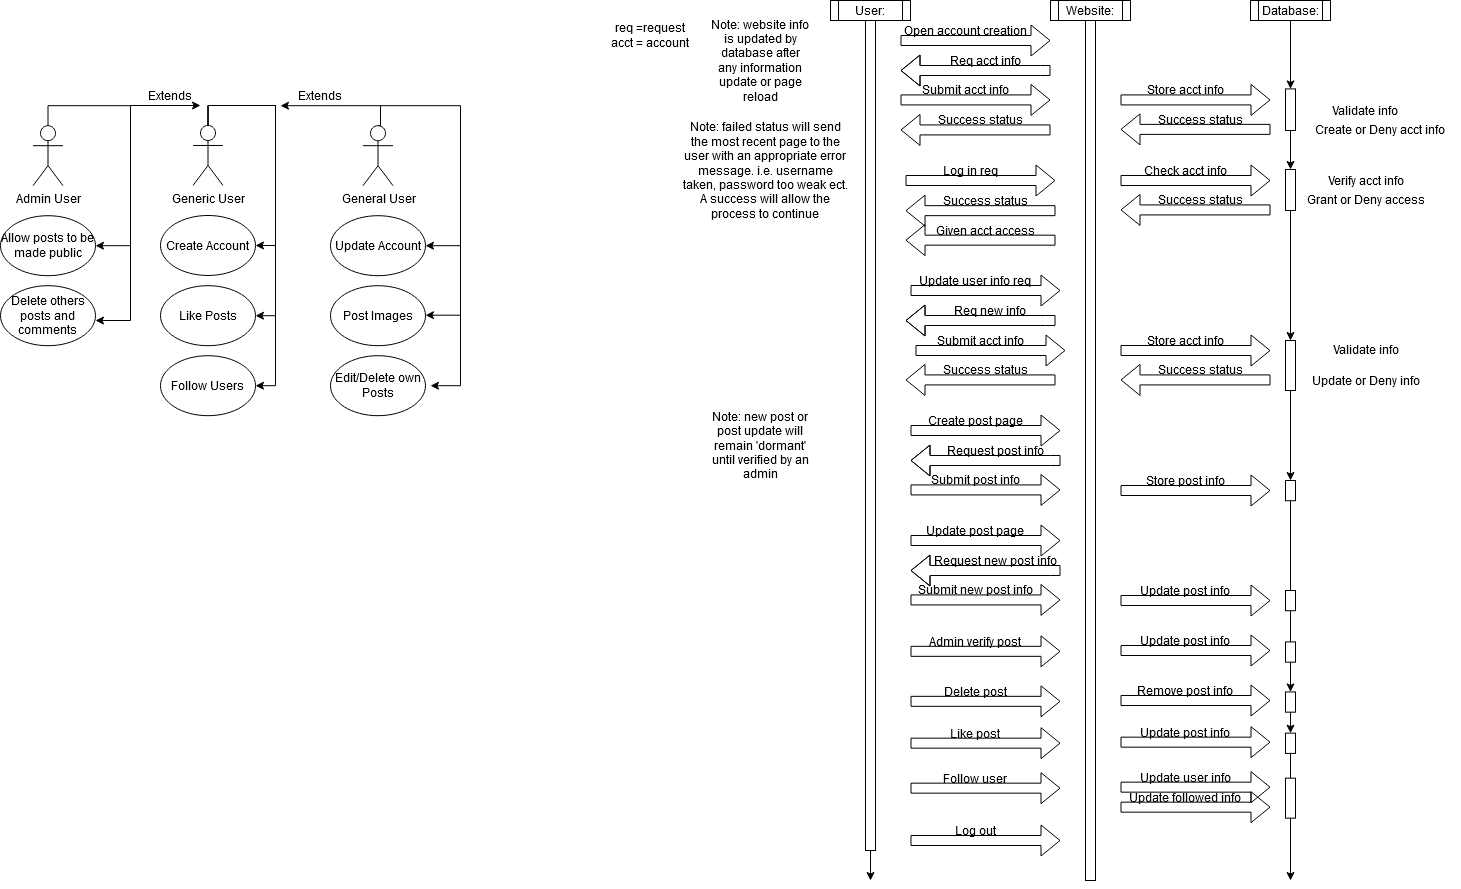 Extends
Extends
Admin User
Generic User
General User
Allow posts to be
made public
Create Account
Update Account
Delete others
posts and
comments
Like Posts
Post Images
Follow Users
Edit/Delete own
Posts
req =request
acct = account
Note: website info
is updated by
database after
any information
update or page
reload
Note: failed status will send
the most recent page to the
user with an appropriate error
message. i.e. username
taken, password too weak ect.
A success will allow the
process to continue
Note: new post or
post update will
remain 'dormant'
until verified by an
admin
User:
Website:
Database:
Open account creation
Req acct info
Submit acct info
Store acct info
Validate info
Success status
Success status
Create or Deny acct info
Log in req
Check acct info
Verify acct info
Success status
Success status
Grant or Deny access
Given acct access
Update user info req
Req new info
Submit acct info
Store acct info
Validate info
Success status
Success status
Update or Deny info
Create post page
Request post info
Submit post info
Store post info
Update post page
Request new post info
Submit new post info
Update post info
Admin verify post
Update post info
Delete post
Remove post info
Like post
Update post info
Follow user
Update user info
Update followed info
Log out